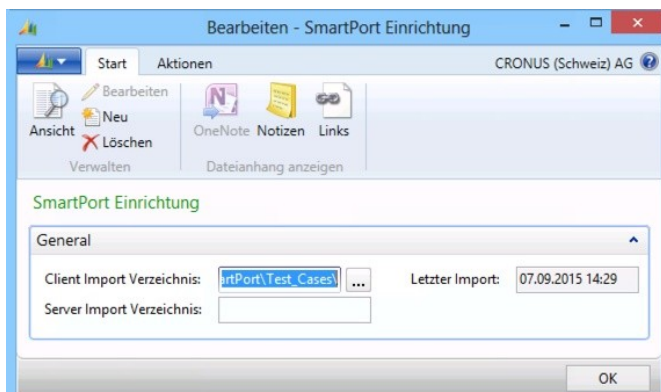 Bearbeiten - SmartPort Einrichtung
Start Aktionen CRONUS (Schweiz) AG
Ansicht
Bearbeiten
Neu
Löschen
OneNote Notizen Links
Verwalten Dateianhang anzeigen
SmartPort Einrichtung
General
Client Import Verzeichnis: artPort\Test_Cases\ ... Letzter Import: 07.09.2015 14:29
Server Import Verzeichnis:
OK